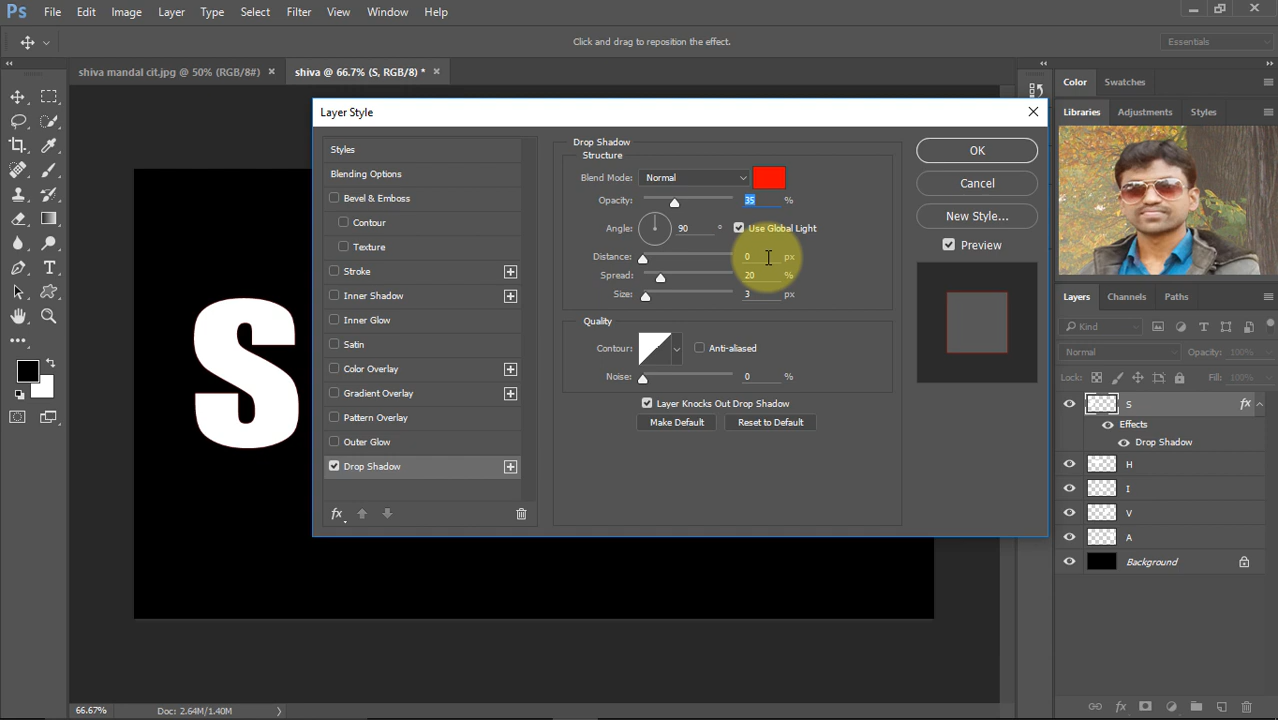 Ps File Edit Image Layer Type Select Filter View Window Help
Click and drag to reposition the effect.
Essentials
shiva mandal cit.jpg @ 50% (RGB/8#) × shiva @ 66.7% (S, RGB/8) * ×
Color Swatches
Layer Style
Libraries Adjustments Styles
Styles
Blending Options
Bevel & Emboss
Contour
Texture
Stroke
Inner Shadow
Inner Glow
Satin
Color Overlay
Gradient Overlay
Pattern Overlay
Outer Glow
Drop Shadow
fx
Drop Shadow
Structure
Blend Mode: Normal
Opacity: 35 %
Angle: 90 ° Use Global Light
Distance: 0 px
Spread: 20 %
Size: 3 px
Quality
Contour: Anti-aliased
Noise: 0 %
Layer Knocks Out Drop Shadow
Make Default Reset to Default
OK
Cancel
New Style...
Preview
S
Layers Channels Paths
Kind
Normal Opacity: 100%
Lock: Fill: 100%
S fx
Effects
Drop Shadow
H
I
V
A
Background
fx
66.67% Doc: 2.64M/1.40M